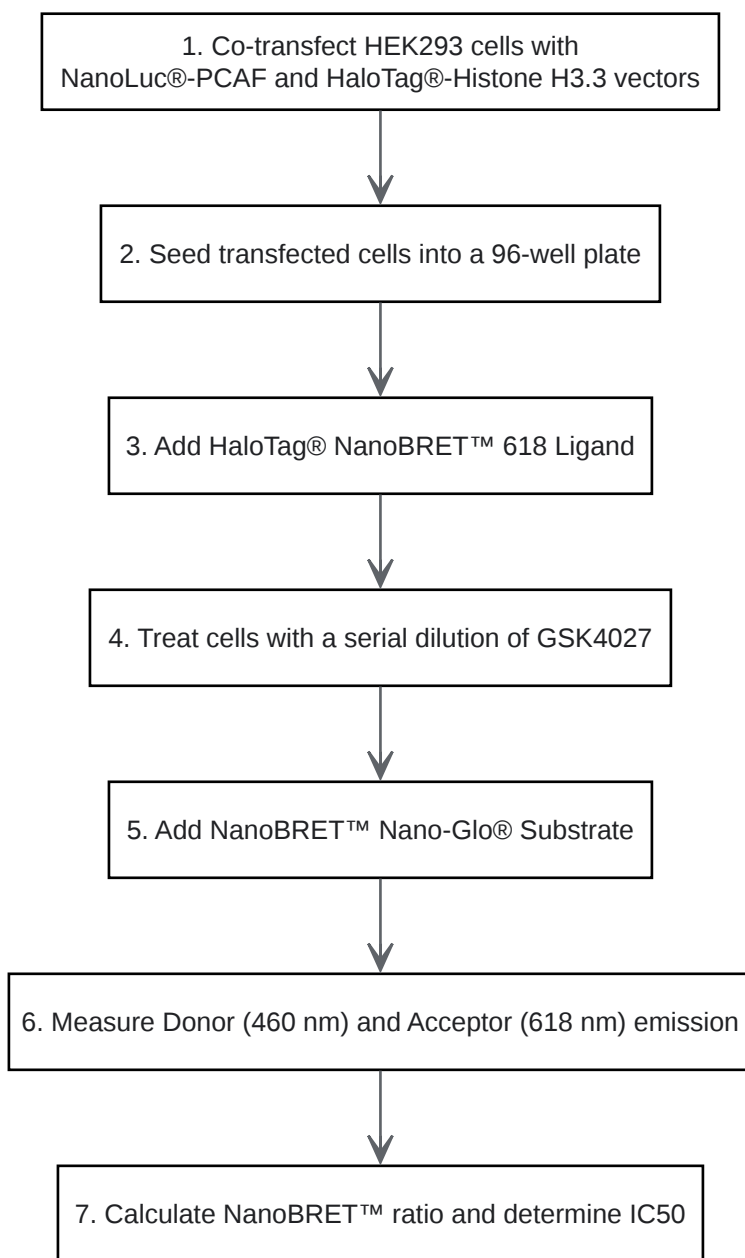 1. Co-transfect HEK293 cells with
NanoLuc®-PCAF and HaloTag®-Histone H3.3 vectors
2. Seed transfected cells into a 96-well plate
3. Add HaloTag® NanoBRET™ 618 Ligand
4. Treat cells with a serial dilution of GSK4027
5. Add NanoBRET™ Nano-Glo® Substrate
6. Measure Donor (460 nm) and Acceptor (618 nm) emission
7. Calculate NanoBRET™ ratio and determine IC50